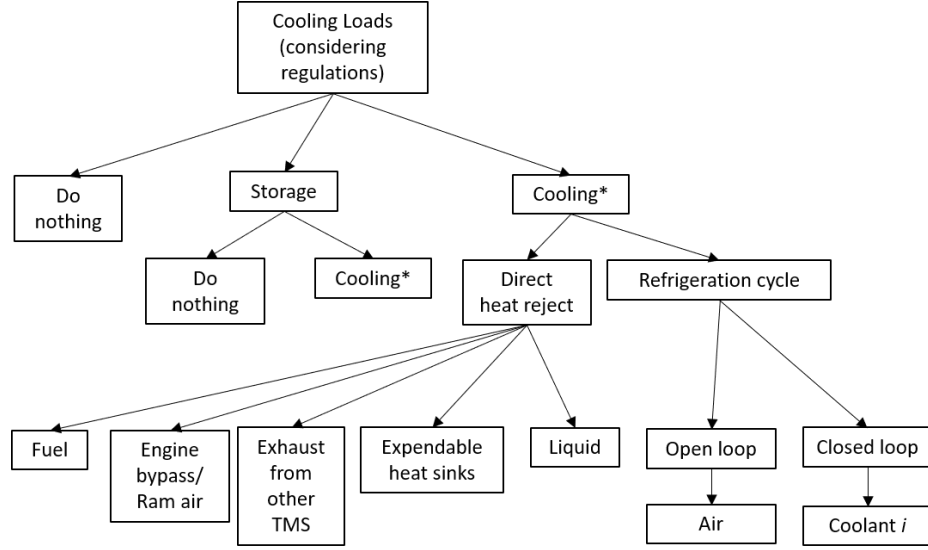 Cooling Loads
(considering
regulations)
Do
nothing
Storage
Cooling*
Do
nothing
Cooling*
Direct
heat reject
Refrigeration cycle
Fuel
Engine
bypass/
Ram air
Exhaust
from
other
TMS
Expendable
heat sinks
Liquid
Open loop
Closed loop
Air
Coolant i